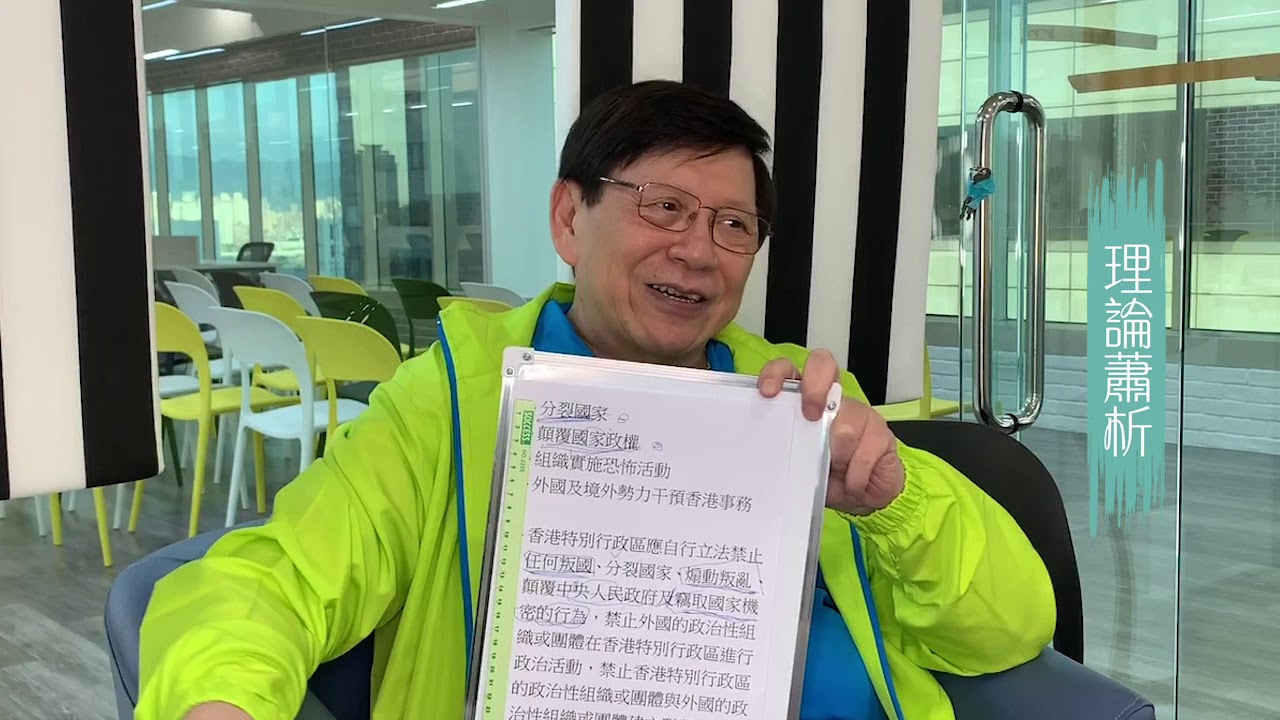 分裂國家
顛覆國家政權
組織實施恐怖活動
外國及境外勢力干預香港事務
香港特別行政區應自行立法禁止
任何叛國、分裂國家、煽動叛亂、
顛覆中央人民政府及竊取國家機
密的行為，禁止外國的政治性組
織或團體在香港特別行政區進行
政治活動，禁止香港特別行政區
的政治性組織或團體與外國的政
治性組織或團體建立
SUCCESS
NO 2220
理論蕭析